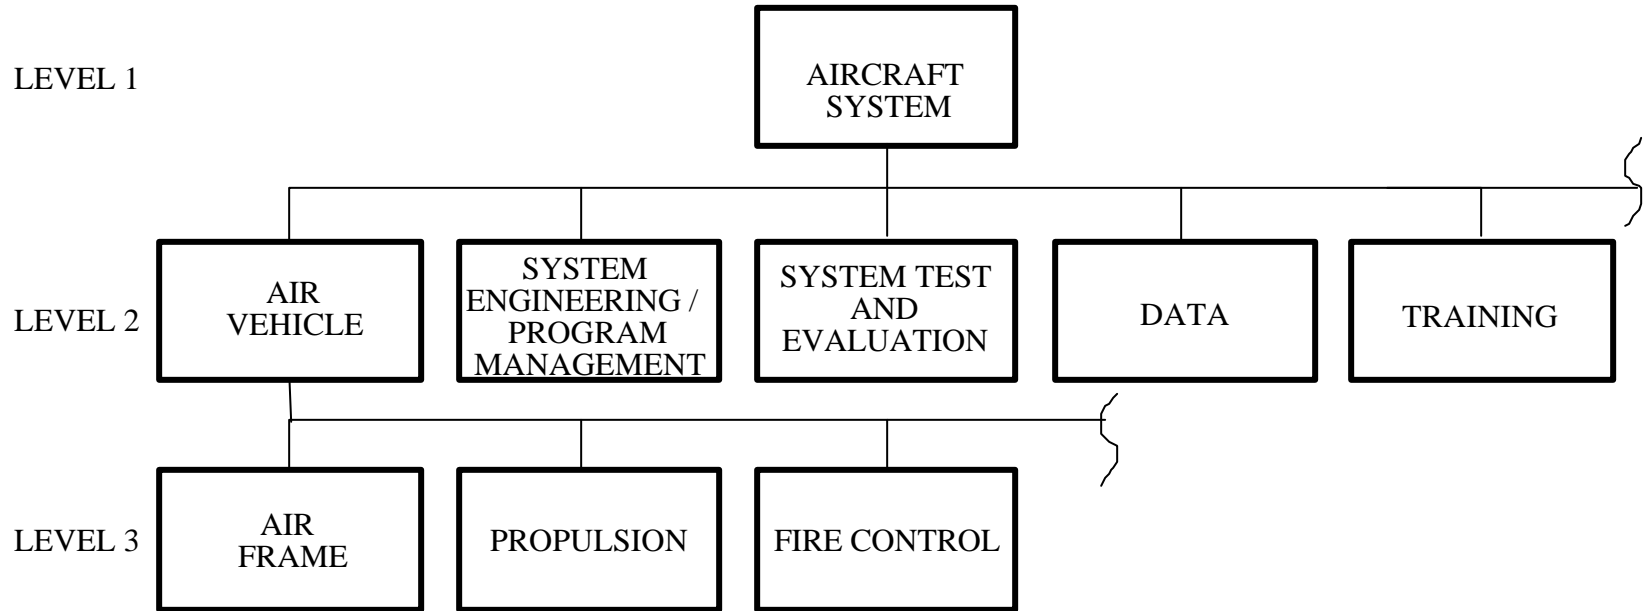 LEVEL 1
AIRCRAFT
SYSTEM
LEVEL 2
AIR
VEHICLE
SYSTEM
ENGINEERING /
PROGRAM
MANAGEMENT
SYSTEM TEST
AND
EVALUATION
DATA
TRAINING
LEVEL 3
AIR
FRAME
PROPULSION
FIRE CONTROL